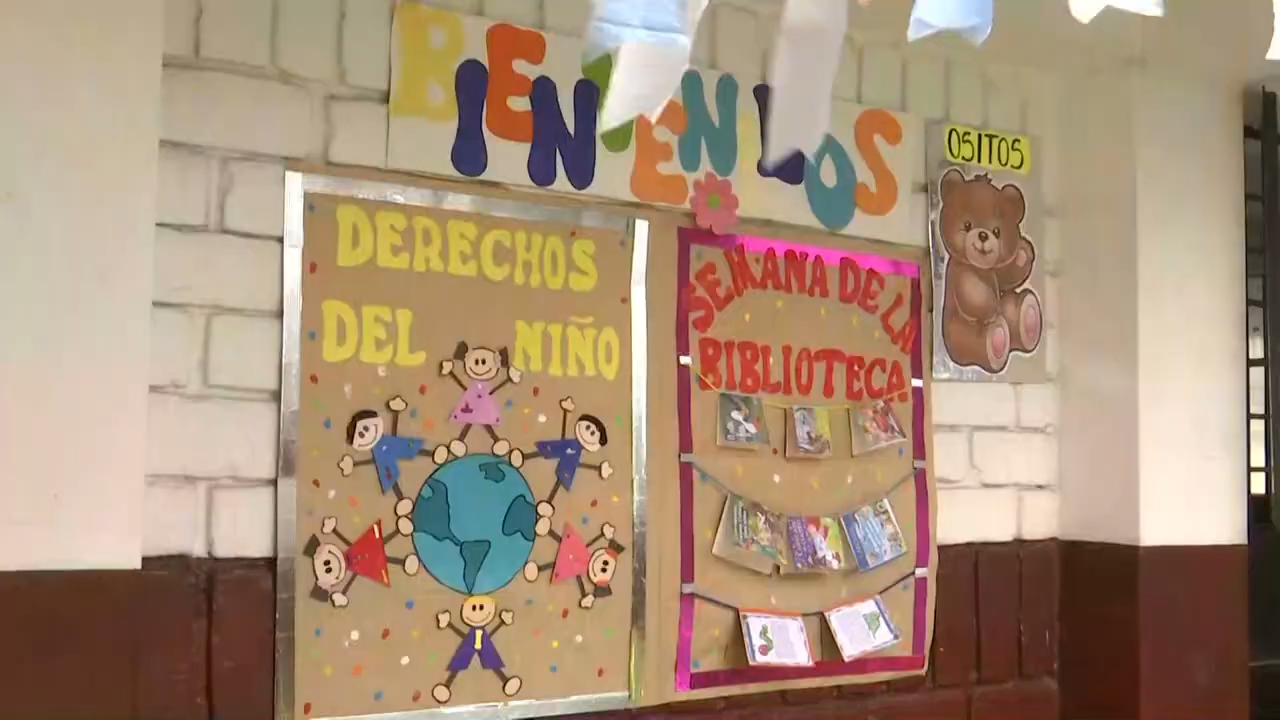 BIENVENIDOS
OSITOS
DERECHOS
DEL NIÑO
SEMANA DE LA
BIBLIOTECA